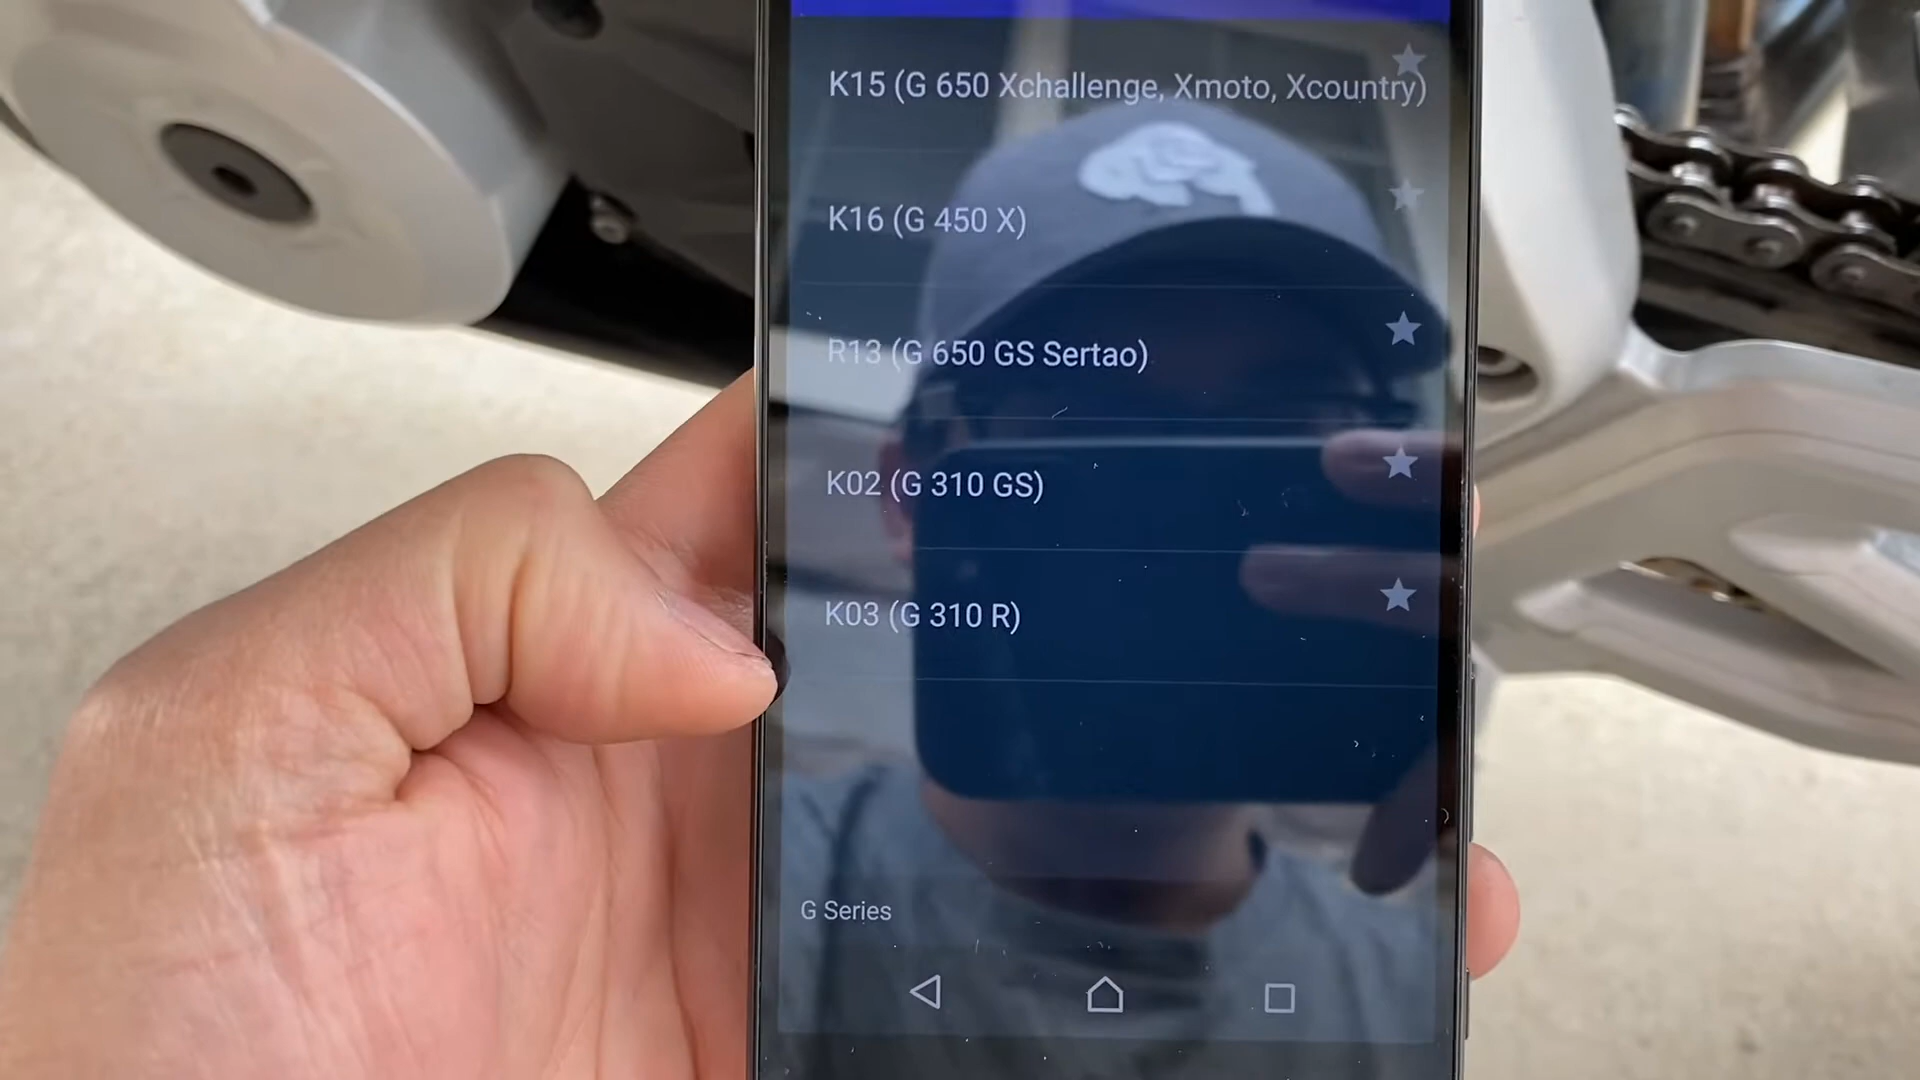 K15 (G 650 Xchallenge, Xmoto, Xcountry)
K16 (G 450 X)
R13 (G 650 GS Sertao)
K02 (G 310 GS)
K03 (G 310 R)
G Series